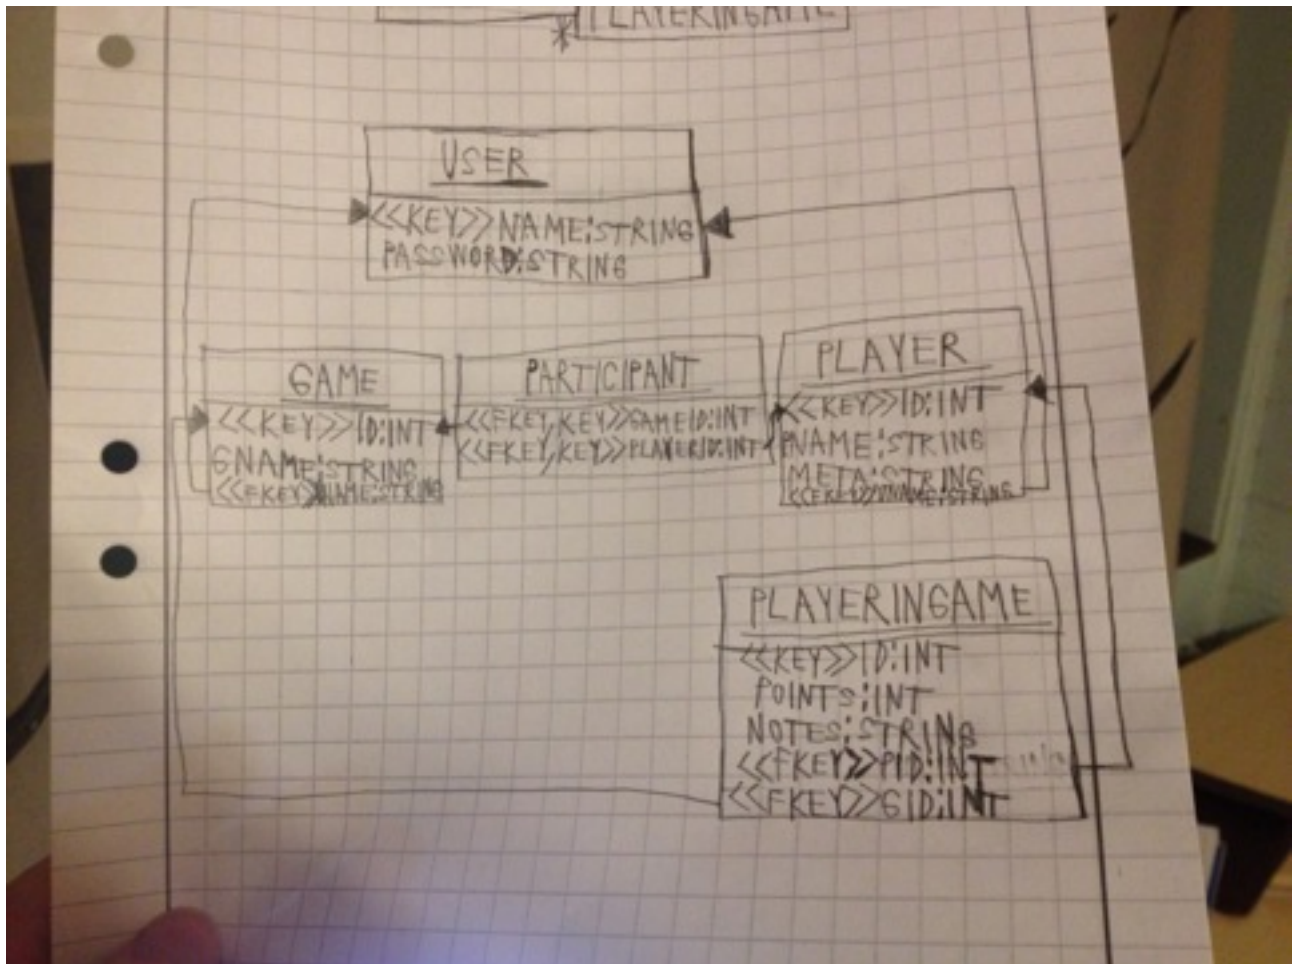 PLAYERINGAME
*
USER
<<KEY>>NAME:STRING
PASSWORD:STRING
GAME
<<KEY>>ID:INT
GNAME:STRING
<<FKEY>>NAME:STRING
PARTICIPANT
<<FKEY,KEY>>GAMEID:INT
<<FKEY,KEY>>PLAYERID:INT
PLAYER
<<KEY>>ID:INT
PNAME:STRING
META:STRING
<<FKEY>>:STRING
PLAYERINGAME
<<KEY>>ID:INT
POINTS:INT
NOTES:STRING
<<FKEY>>PID:INT
<<FKEY>>GID:INT